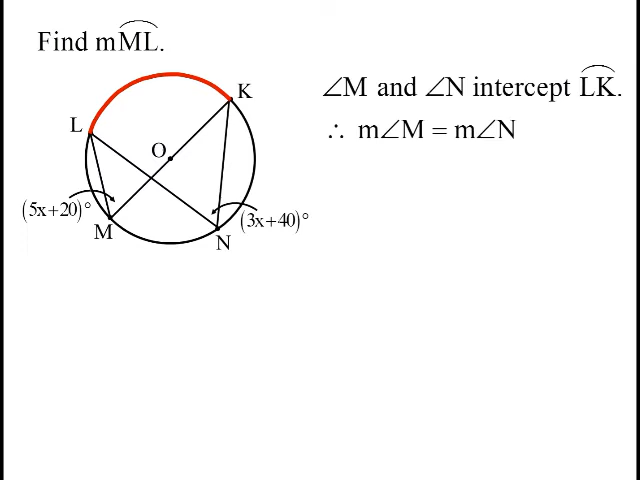 Find mML.
∠M and ∠N intercept LK.
∴ m∠M = m∠N
K
L
O
(5x+20)°
M
(3x+40)°
N